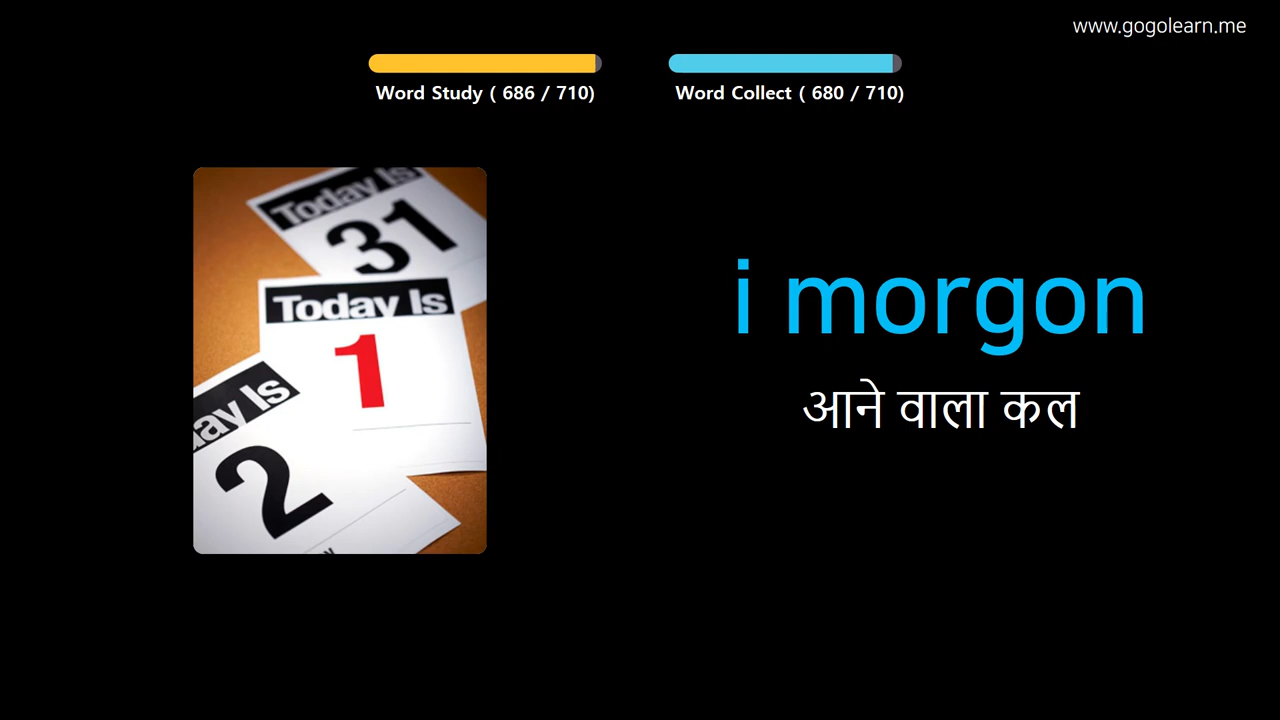 www.gogolearn.me
Word Study ( 686 / 710)
Word Collect ( 680 / 710)
Today Is
31
Today Is
1
ay Is
2
i morgon
आने वाला कल